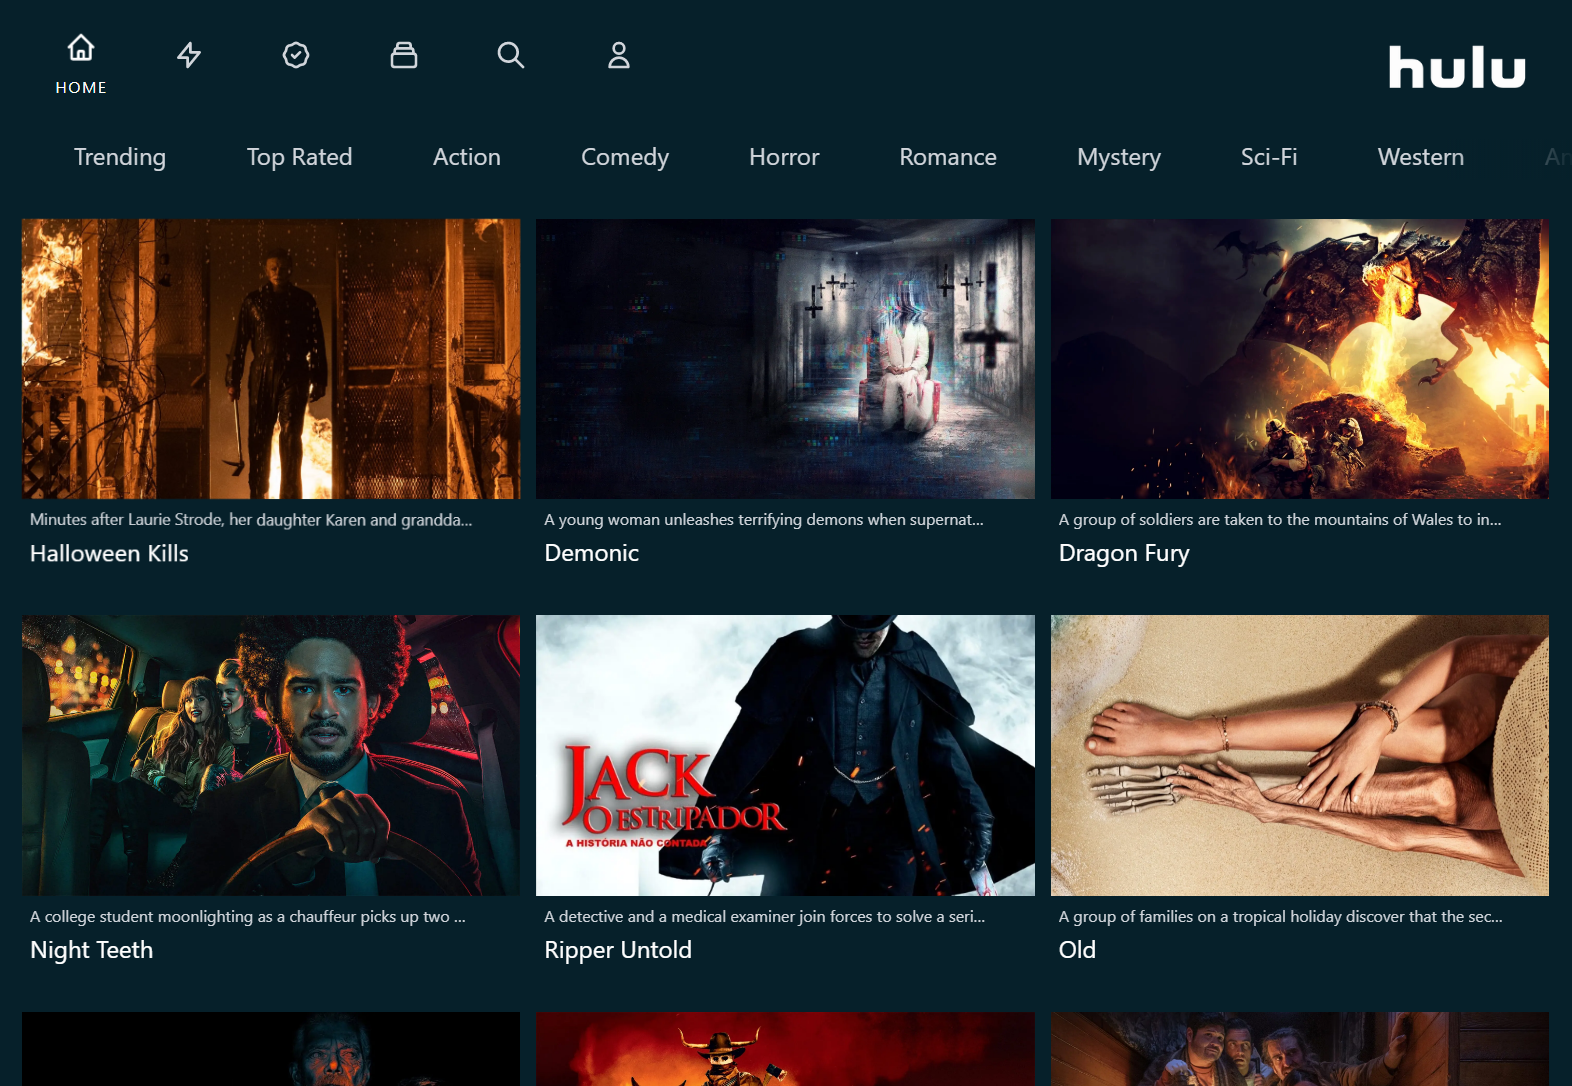 HOME
hulu
Trending
Top Rated
Action
Comedy
Horror
Romance
Mystery
Sci-Fi
Western
Minutes after Laurie Strode, her daughter Karen and grandda...
Halloween Kills
A young woman unleashes terrifying demons when supernat...
Demonic
A group of soldiers are taken to the mountains of Wales to in...
Dragon Fury
JACK
O ESTRIPADOR
A HISTÓRIA NÃO CONTADA
A college student moonlighting as a chauffeur picks up two ...
Night Teeth
A detective and a medical examiner join forces to solve a seri...
Ripper Untold
A group of families on a tropical holiday discover that the sec...
Old